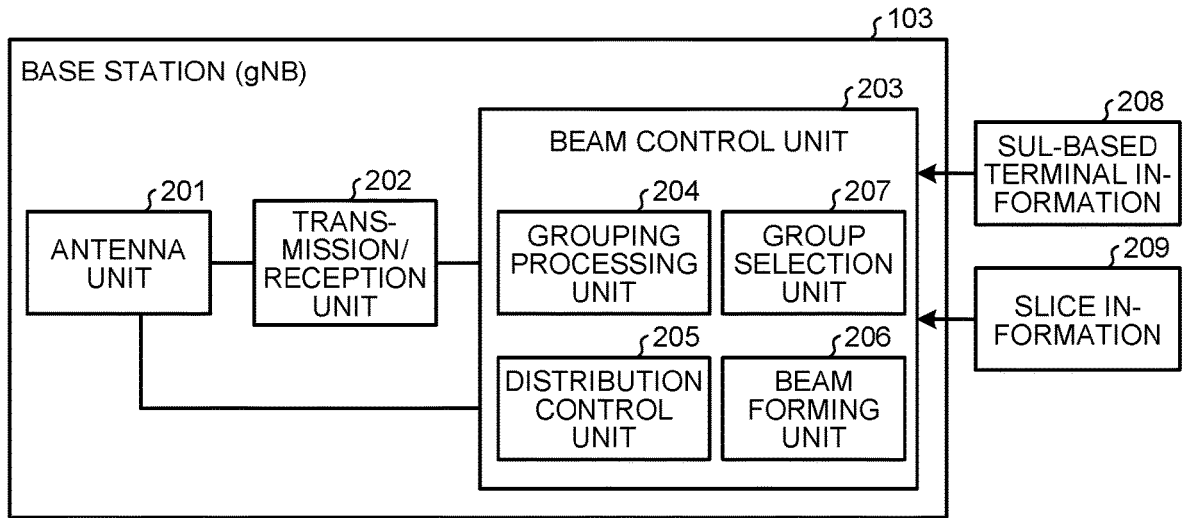 103
BASE STATION (gNB)
203
BEAM CONTROL UNIT
208
SUL-BASED
TERMINAL IN-
FORMATION
201
ANTENNA
UNIT
202
TRANS-
MISSION/
RECEPTION
UNIT
204
GROUPING
PROCESSING
UNIT
207
GROUP
SELECTION
UNIT
209
SLICE IN-
FORMATION
205
DISTRIBUTION
CONTROL
UNIT
206
BEAM
FORMING
UNIT